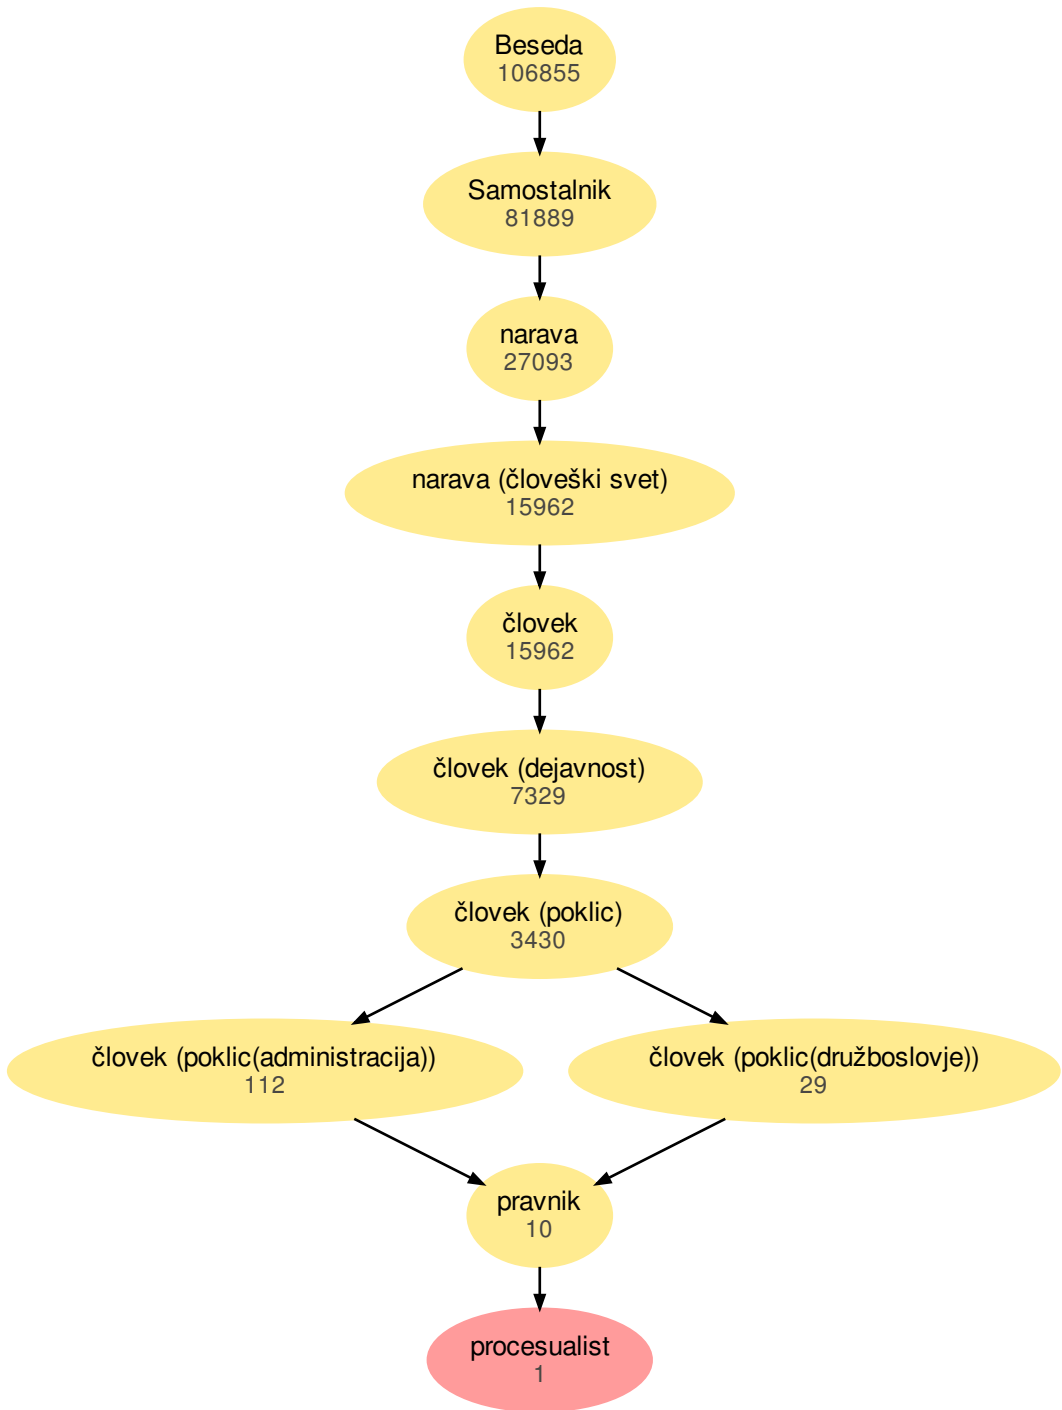 Beseda
106855
Samostalnik
81889
narava
27093
narava (človeški svet)
15962
človek
15962
človek (dejavnost)
7329
človek (poklic)
3430
človek (poklic(administracija))
112
človek (poklic(družboslovje))
29
pravnik
10
procesualist
1